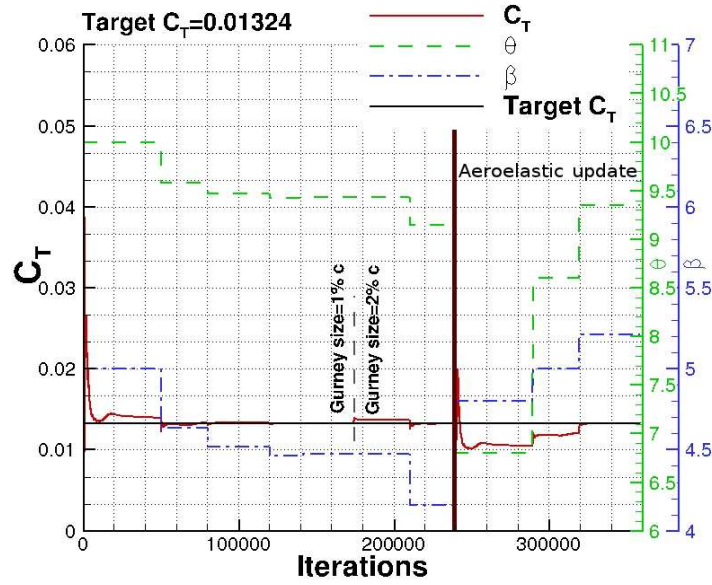 Target C_T=0.01324
C_T
θ
β
Target C_T
Aeroelastic update
Gurney size=1% c
Gurney size=2% c
C_T
0.06
0.05
0.04
0.03
0.02
0.01
0
0
100000
200000
300000
Iterations
11
10.5
10
9.5
9
8.5
8
7.5
7
6.5
6
θ
7
6.5
6
5.5
5
4.5
4
β